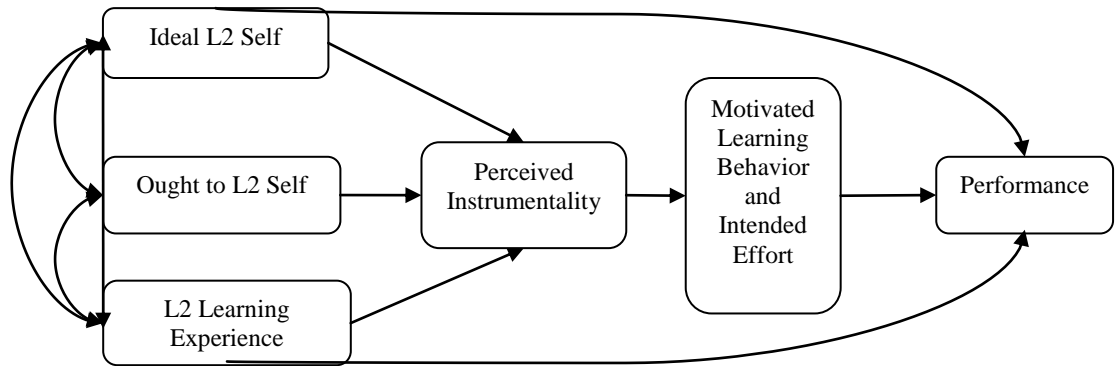 Ideal L2 Self
Ought to L2 Self
L2 Learning
Experience
Perceived
Instrumentality
Motivated
Learning
Behavior
and
Intended
Effort
Performance